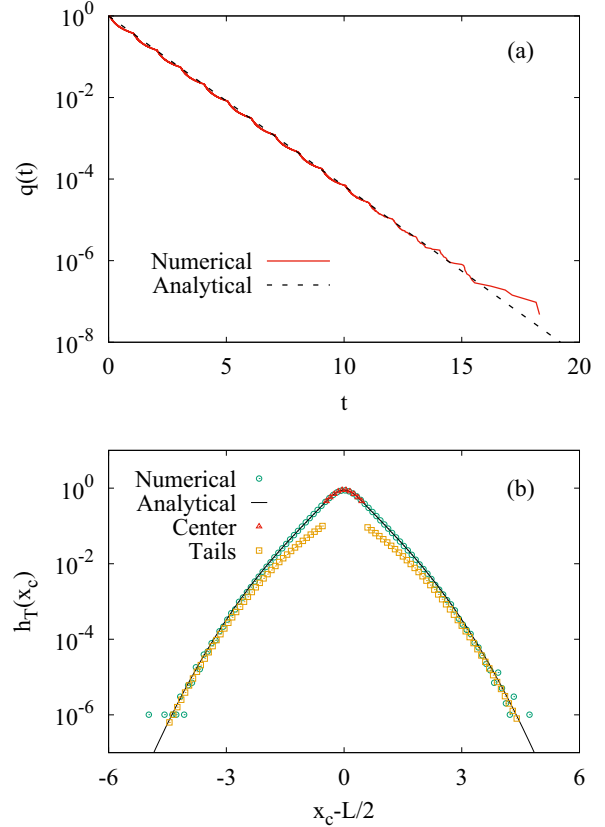 10^0
(a)
10^-2
q(t)
10^-4
Numerical
10^-6
Analytical
10^-8
0 5 10 15 20
t
Numerical
(b)
10^0
Analytical
Center
Tails
10^-2
h_T(x_c)
10^-4
10^-6
-6 -3 0 3 6
x_c-L/2